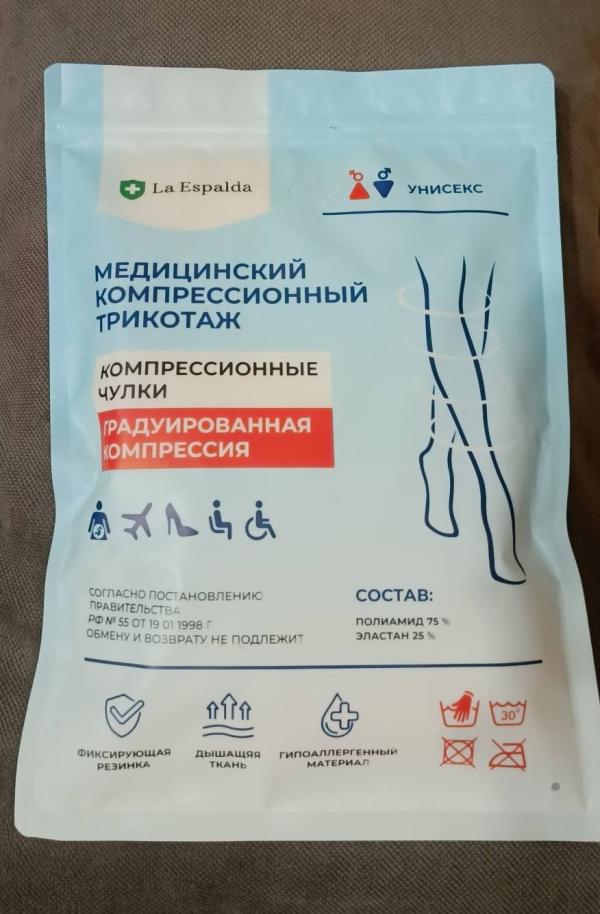 La Espalda
УНИСЕКС
МЕДИЦИНСКИЙ
КОМПРЕССИОННЫЙ
ТРИКОТАЖ
КОМПРЕССИОННЫЕ
ЧУЛКИ
ГРАДУИРОВАННАЯ
КОМПРЕССИЯ
СОГЛАСНО ПОСТАНОВЛЕНИЮ
ПРАВИТЕЛЬСТВА
РФ № 55 ОТ 19 01 1998 Г
ОБМЕНУ И ВОЗВРАТУ НЕ ПОДЛЕЖИТ
СОСТАВ:
ПОЛИАМИД 75 %
ЭЛАСТАН 25 %
ФИКСИРУЮЩАЯ
РЕЗИНКА
ДЫШАЩАЯ
ТКАНЬ
ГИПОАЛЛЕРГЕННЫЙ
МАТЕРИАЛ
30°